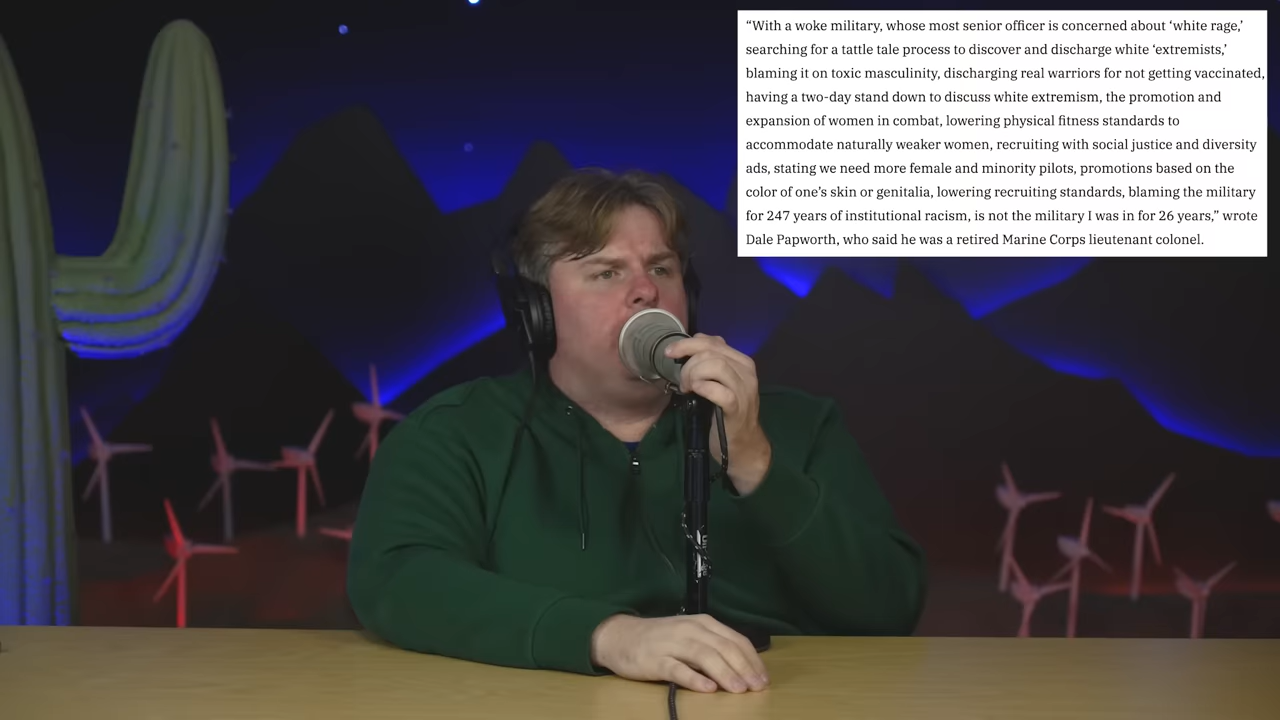 “With a woke military, whose most senior officer is concerned about ‘white rage,’
searching for a tattle tale process to discover and discharge white ‘extremists,’
blaming it on toxic masculinity, discharging real warriors for not getting vaccinated,
having a two-day stand down to discuss white extremism, the promotion and
expansion of women in combat, lowering physical fitness standards to
accommodate naturally weaker women, recruiting with social justice and diversity
ads, stating we need more female and minority pilots, promotions based on the
color of one’s skin or genitalia, lowering recruiting standards, blaming the military
for 247 years of institutional racism, is not the military I was in for 26 years,” wrote
Dale Papworth, who said he was a retired Marine Corps lieutenant colonel.